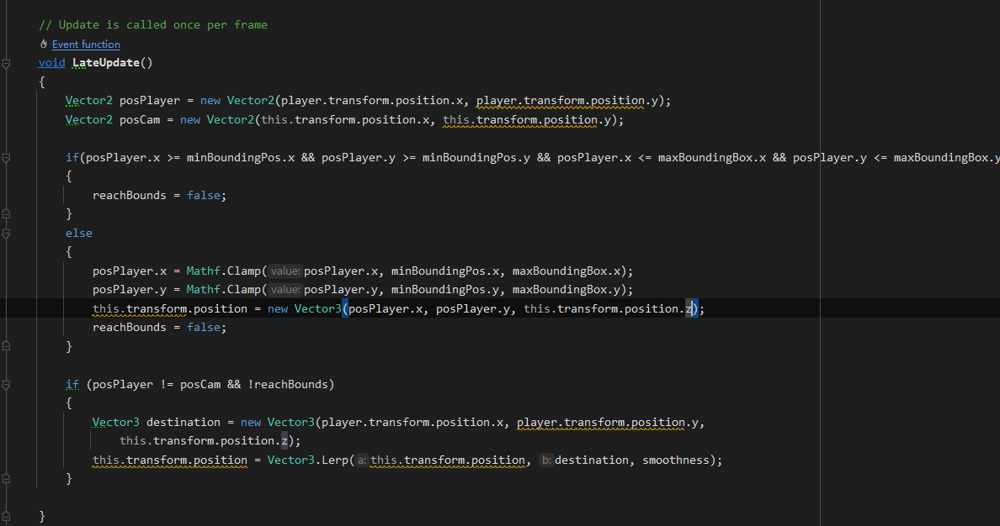 // Update is called once per frame
Event function
void LateUpdate()
{
Vector2 posPlayer = new Vector2(player.transform.position.x, player.transform.position.y);
Vector2 posCam = new Vector2(this.transform.position.x, this.transform.position.y);
if(posPlayer.x >= minBoundingPos.x && posPlayer.y >= minBoundingPos.y && posPlayer.x <= maxBoundingBox.x && posPlayer.y <= maxBoundingBox.y
{
reachBounds = false;
}
else
{
posPlayer.x = Mathf.Clamp( value: posPlayer.x, minBoundingPos.x, maxBoundingBox.x);
posPlayer.y = Mathf.Clamp( value: posPlayer.y, minBoundingPos.y, maxBoundingBox.y);
this.transform.position = new Vector3(posPlayer.x, posPlayer.y, this.transform.position.z);
reachBounds = false;
}
if (posPlayer != posCam && !reachBounds)
{
Vector3 destination = new Vector3(player.transform.position.x, player.transform.position.y,
this.transform.position.z);
this.transform.position = Vector3.Lerp( a: this.transform.position, b: destination, smoothness);
}
}